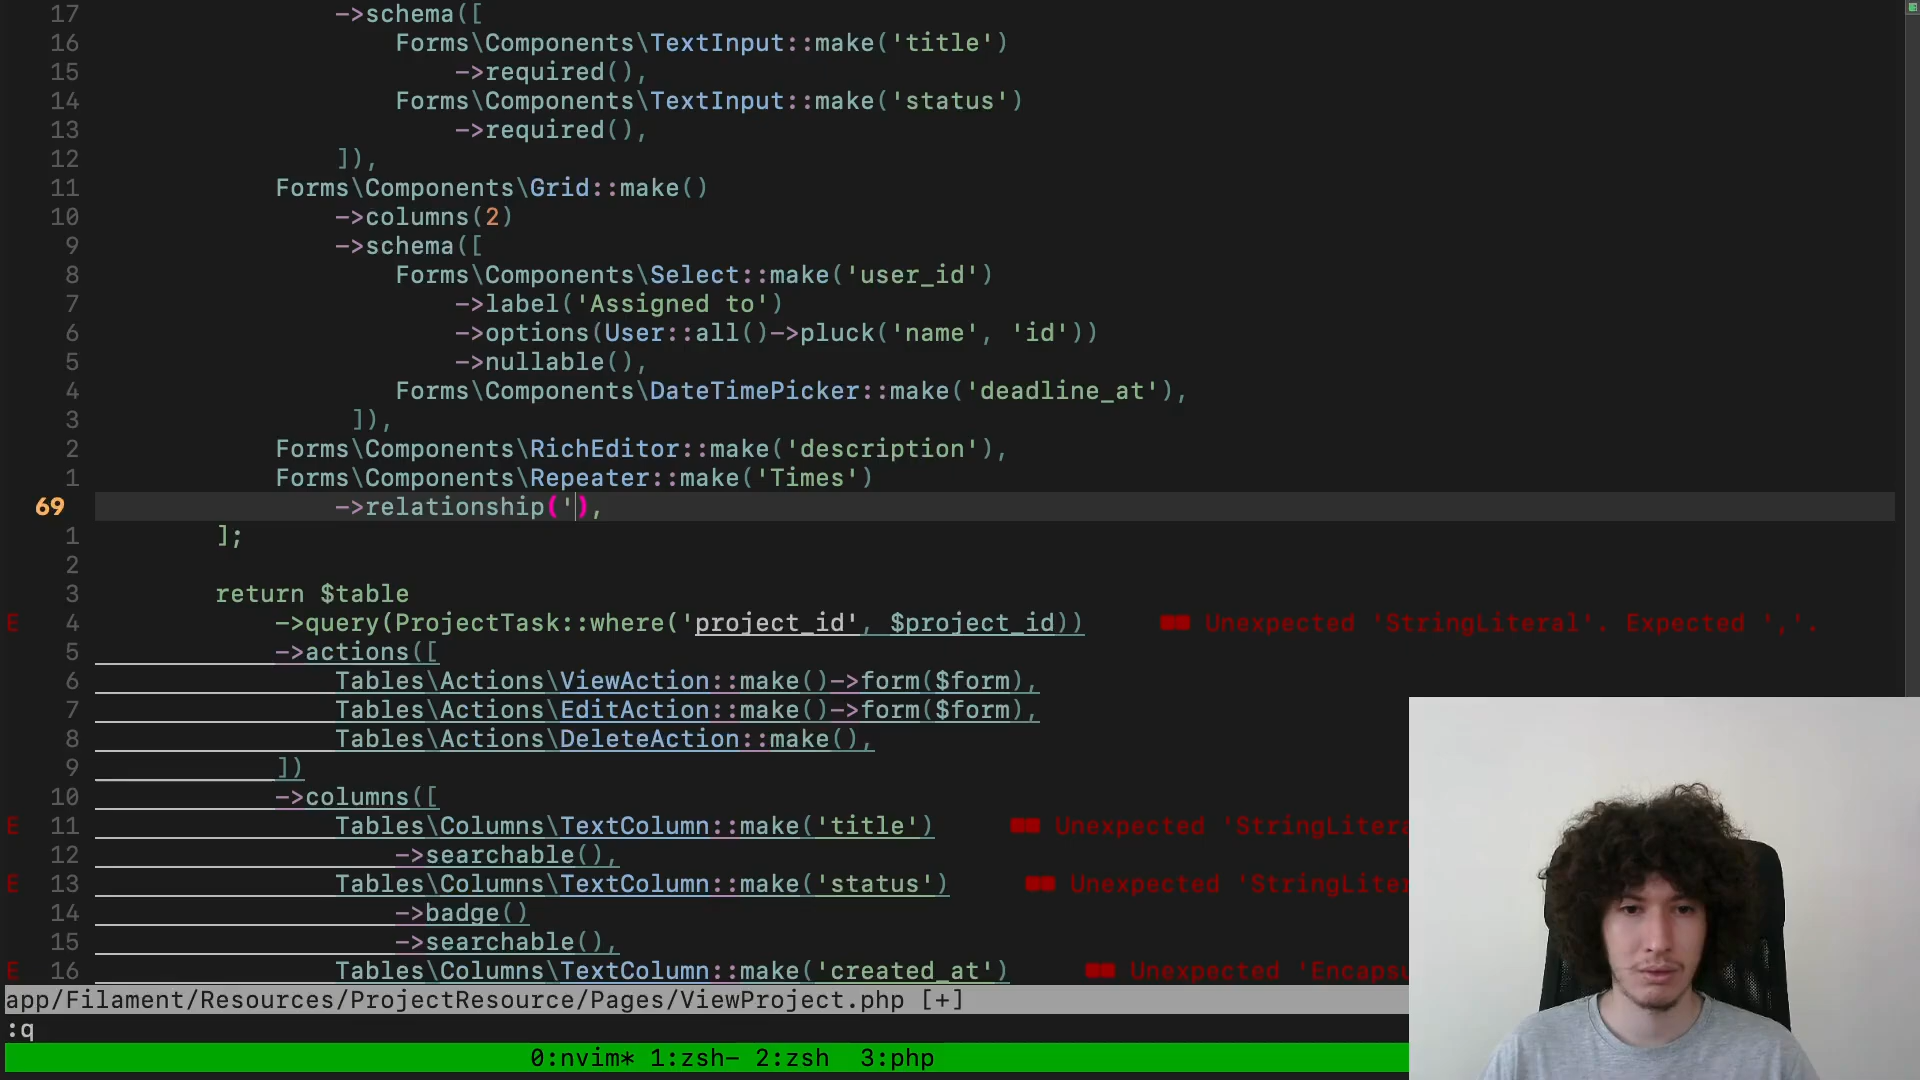 17 ->schema([
16 Forms\Components\TextInput::make('title')
15 ->required(),
14 Forms\Components\TextInput::make('status')
13 ->required(),
12 ]),
11 Forms\Components\Grid::make()
10 ->columns(2)
9 ->schema([
8 Forms\Components\Select::make('user_id')
7 ->label('Assigned to')
6 ->options(User::all()->pluck('name', 'id'))
5 ->nullable(),
4 Forms\Components\DateTimePicker::make('deadline_at'),
3 ]),
2 Forms\Components\RichEditor::make('description'),
1 Forms\Components\Repeater::make('Times')
69 ->relationship('),
1 ];
2
3 return $table
E 4 ->query(ProjectTask::where('project_id', $project_id)) ■■ Unexpected 'StringLiteral'. Expected ','.
5 ->actions([
6 Tables\Actions\ViewAction::make()->form($form),
7 Tables\Actions\EditAction::make()->form($form),
8 Tables\Actions\DeleteAction::make(),
9 ])
10 ->columns([
E 11 Tables\Columns\TextColumn::make('title') ■■ Unexpected 'StringLitera
12 ->searchable(),
E 13 Tables\Columns\TextColumn::make('status') ■■ Unexpected 'StringLiter
14 ->badge()
15 ->searchable(),
E 16 Tables\Columns\TextColumn::make('created_at') ■■ Unexpected 'Encapsu
app/Filament/Resources/ProjectResource/Pages/ViewProject.php [+]
:q
0:nvim* 1:zsh- 2:zsh 3:php